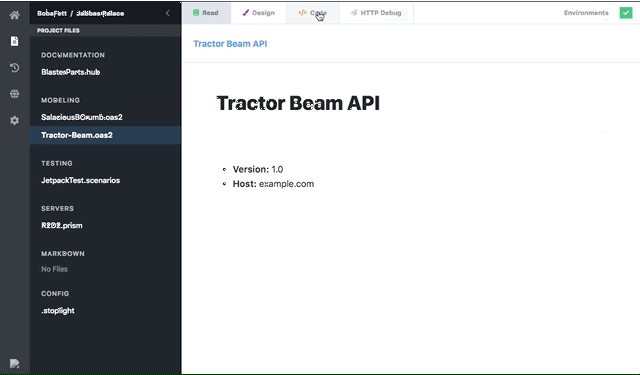 BobaFett / Jabbas Palace
PROJECT FILES
DOCUMENTATION
BlasterParts.hub
MODELING
SalaciousBCrumb.oas2
Tractor-Beam.oas2
TESTING
JetpackTest.scenarios
SERVERS
R2D2.prism
MARKDOWN
No Files
CONFIG
.stoplight
Read
Design
Code
HTTP Debug
Environments
Tractor Beam API
Tractor Beam API
Version: 1.0
Host: example.com